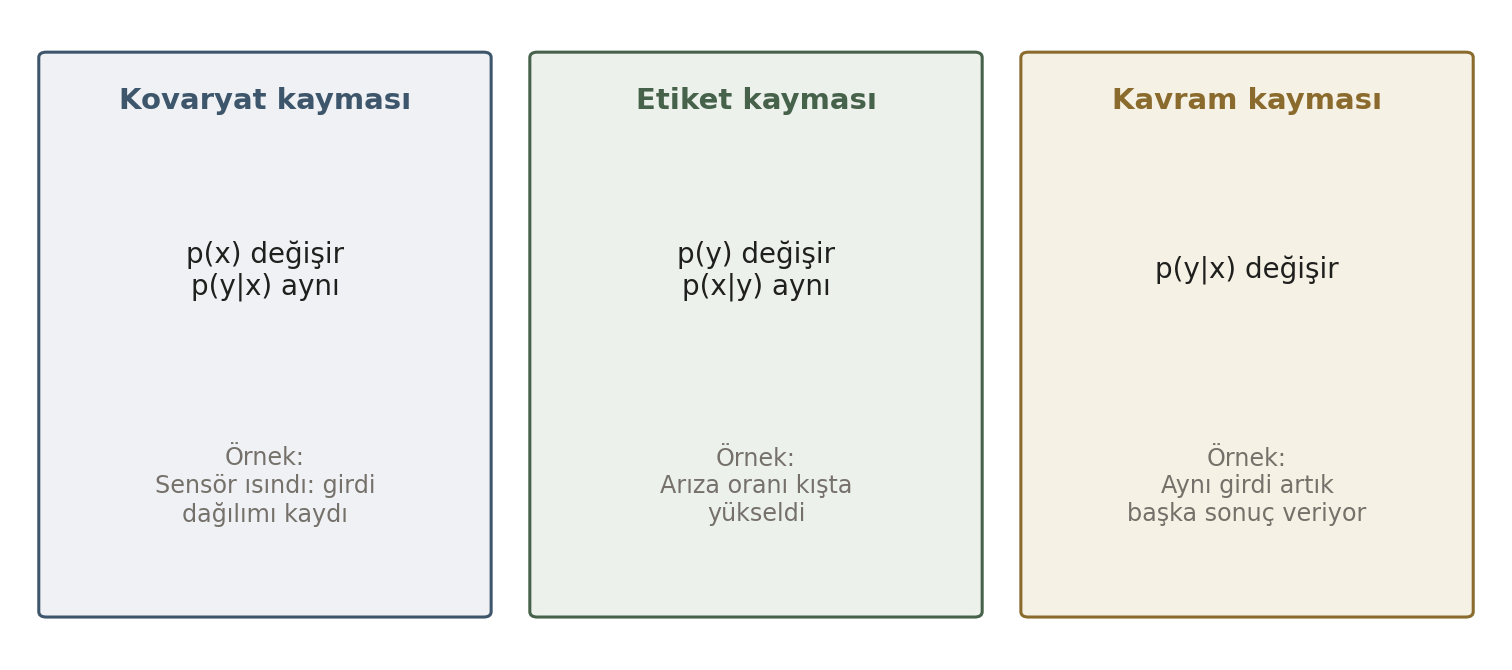 Kovaryat kayması
p(x) değişir
p(y|x) aynı
Örnek:
Sensör ısındı: girdi
dağılımı kaydı
Etiket kayması
p(y) değişir
p(x|y) aynı
Örnek:
Arıza oranı kışta
yükseldi
Kavram kayması
p(y|x) değişir
Örnek:
Aynı girdi artık
başka sonuç veriyor